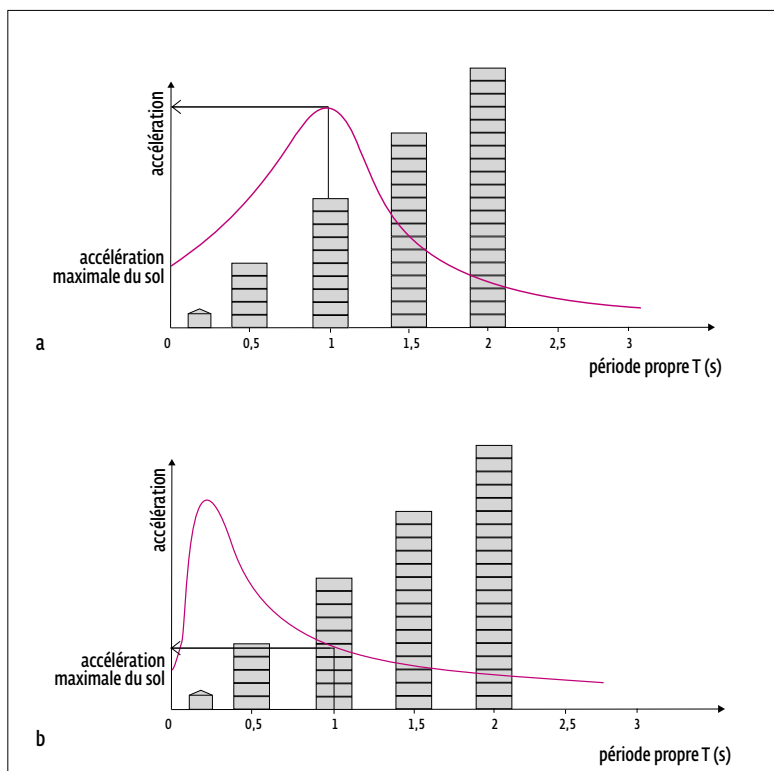 accélération
accélération
maximale du sol
a
0 0,5 1 1,5 2 2,5 3
période propre T (s)
accélération
accélération
maximale du sol
b
0 0,5 1 1,5 2 2,5 3
période propre T (s)